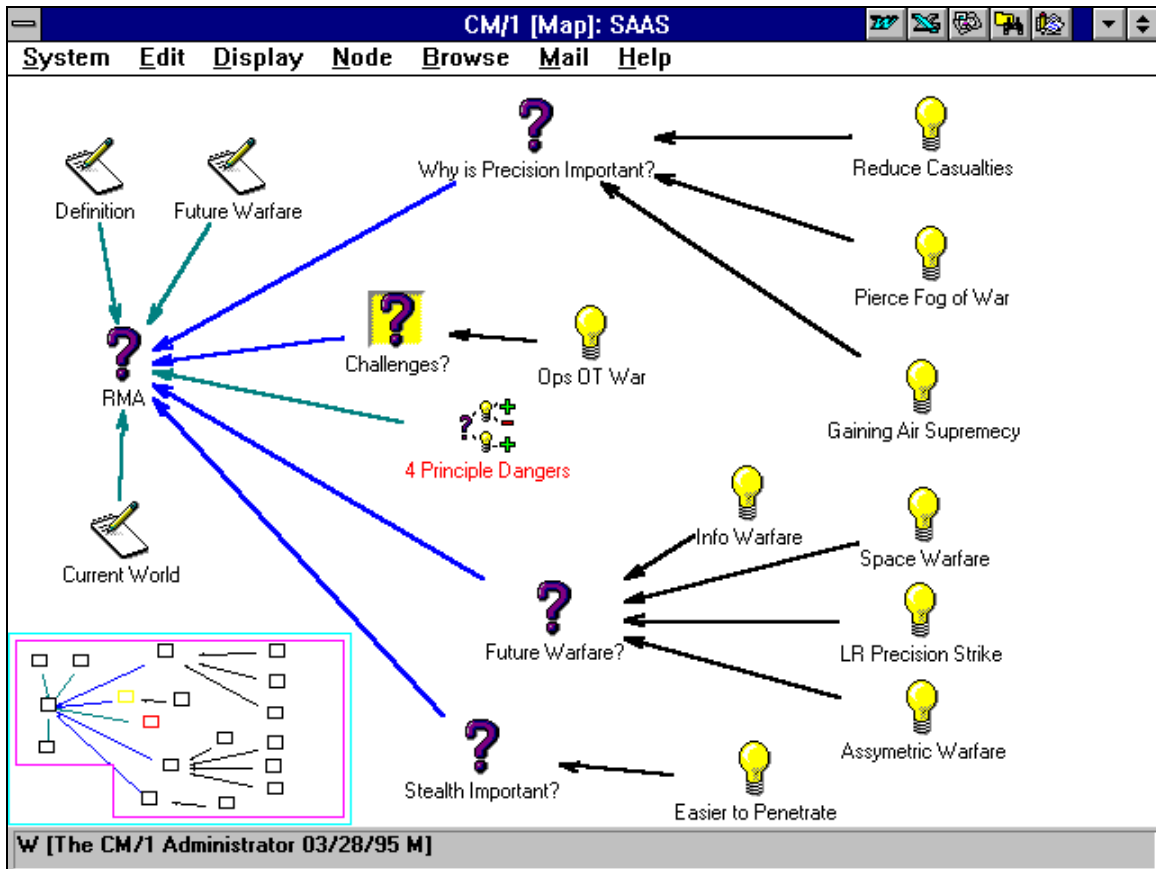 CM/1 [Map]: SAAS
System Edit Display Node Browse Mail Help
Why is Precision Important?
Reduce Casualties
Definition
Future Warfare
Pierce Fog of War
Challenges?
Ops OT War
RMA
Gaining Air Supremecy
4 Principle Dangers
Info Warfare
Space Warfare
Current World
Future Warfare?
LR Precision Strike
Assymetric Warfare
Stealth Important?
Easier to Penetrate
W [The CM/1 Administrator 03/28/95 M]